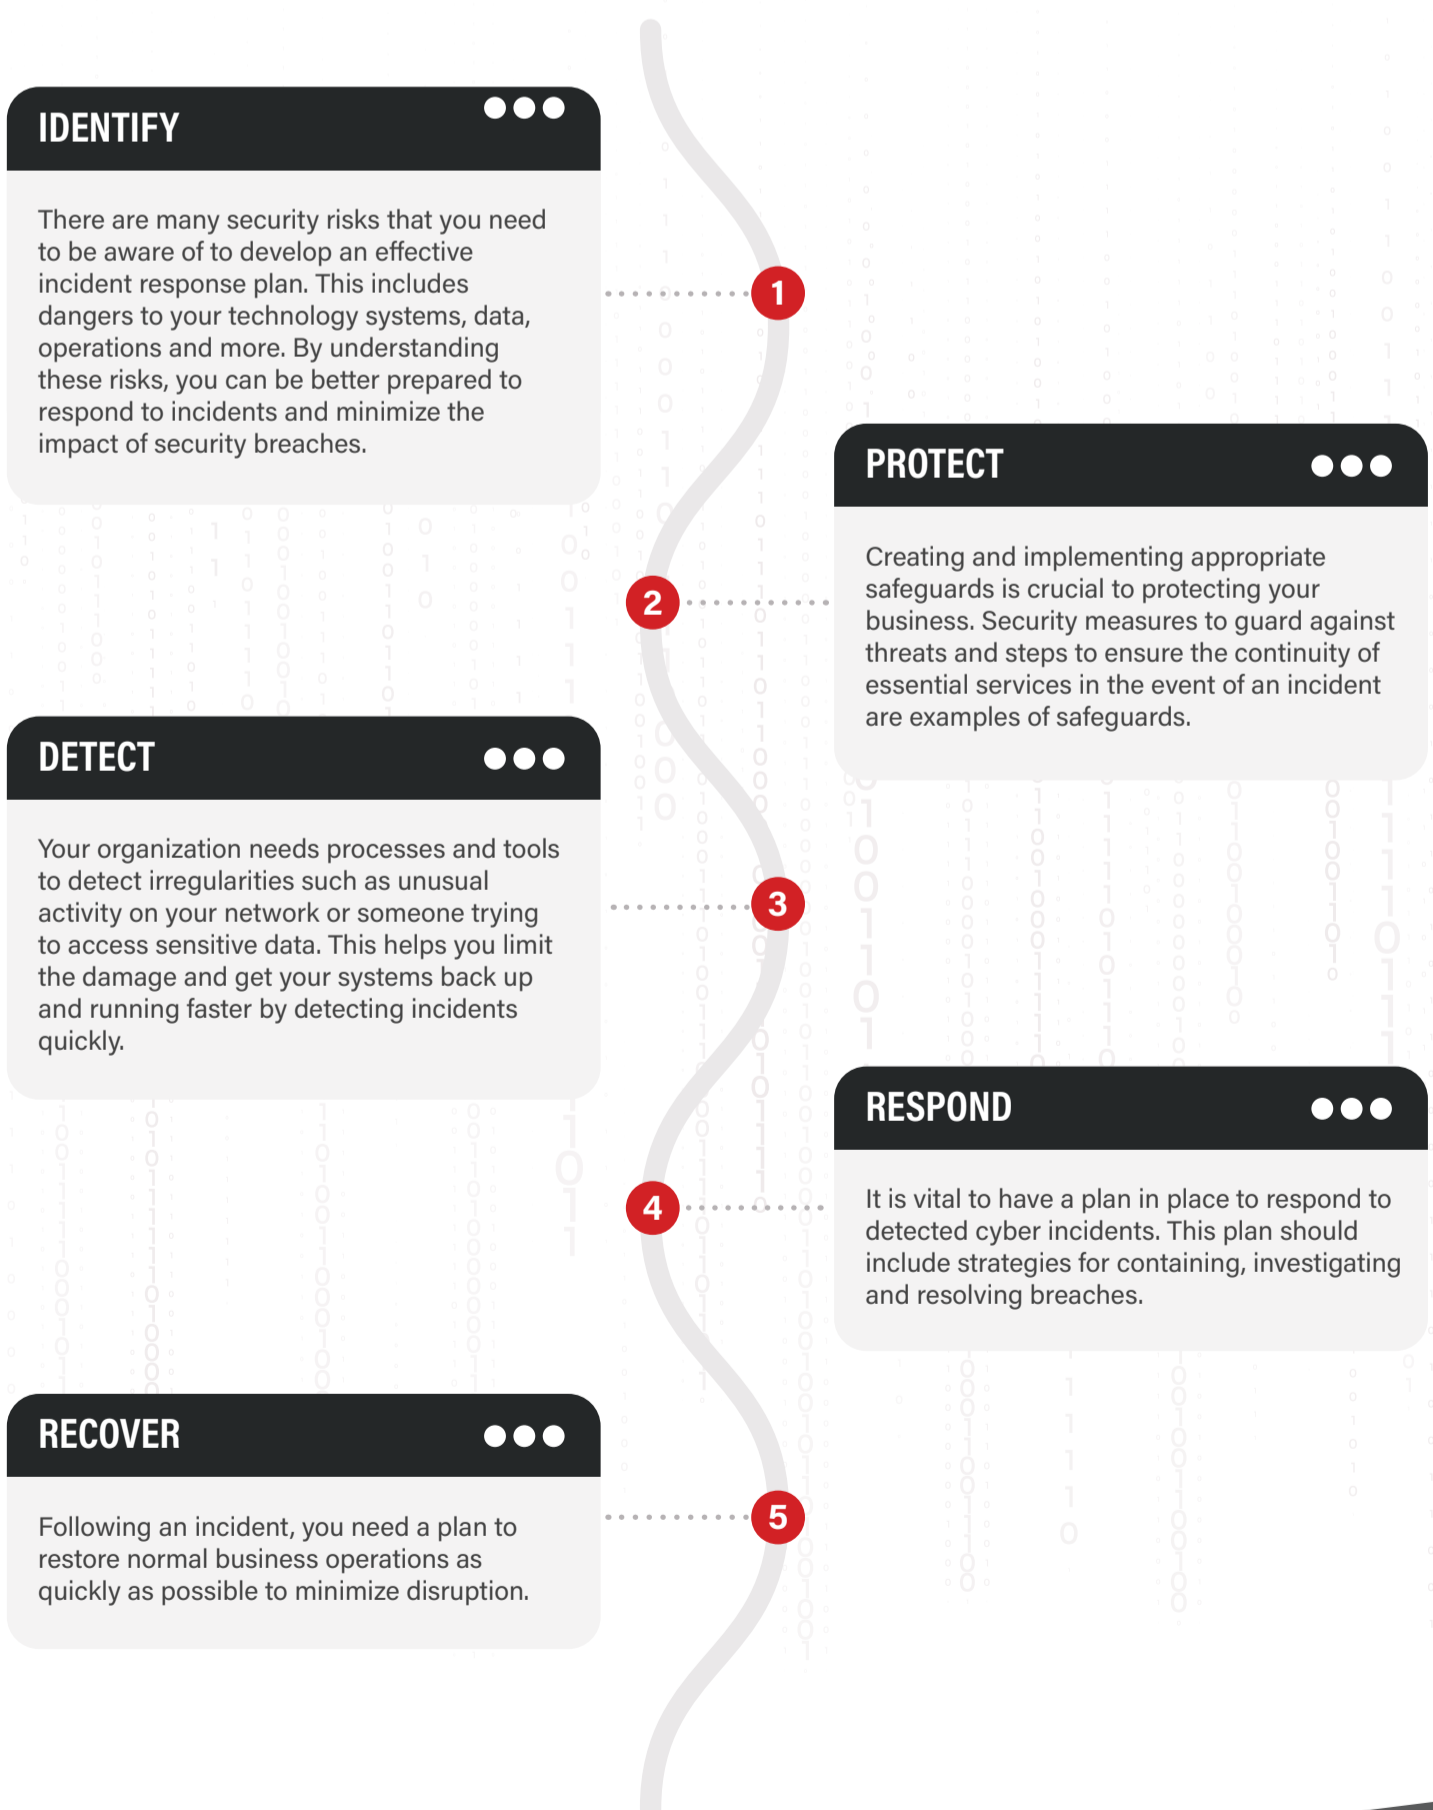 IDENTIFY
There are many security risks that you need
to be aware of to develop an effective
incident response plan. This includes
dangers to your technology systems, data,
operations and more. By understanding
these risks, you can be better prepared to
respond to incidents and minimize the
impact of security breaches.
1
PROTECT
Creating and implementing appropriate
safeguards is crucial to protecting your
business. Security measures to guard against
threats and steps to ensure the continuity of
essential services in the event of an incident
are examples of safeguards.
2
DETECT
Your organization needs processes and tools
to detect irregularities such as unusual
activity on your network or someone trying
to access sensitive data. This helps you limit
the damage and get your systems back up
and running faster by detecting incidents
quickly.
3
RESPOND
It is vital to have a plan in place to respond to
detected cyber incidents. This plan should
include strategies for containing, investigating
and resolving breaches.
4
RECOVER
Following an incident, you need a plan to
restore normal business operations as
quickly as possible to minimize disruption.
5